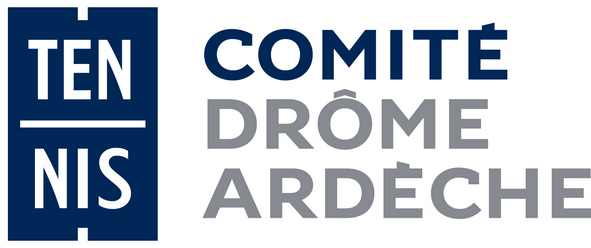 TEN
NIS
COMITÉ
DRÔME
ARDÈCHE